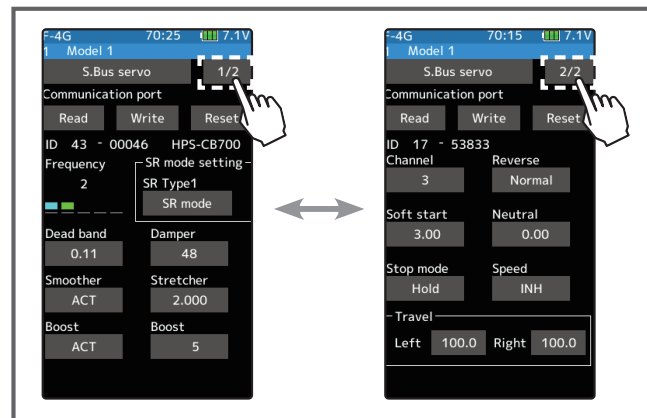 F-4G 70:25 7.1V
1 Model 1
S.Bus servo 1/2
Communication port
Read Write Reset
ID 43 - 00046 HPS-CB700
Frequency SR mode setting
2 SR Type1
SR mode
Dead band Damper
0.11 48
Smoother Stretcher
ACT 2.000
Boost Boost
ACT 5
F-4G 70:15 7.1V
1 Model 1
S.Bus servo 2/2
Communication port
Read Write Reset
ID 17 - 53833
Channel Reverse
3 Normal
Soft start Neutral
3.00 0.00
Stop mode Speed
Hold INH
Travel
Left 100.0 Right 100.0